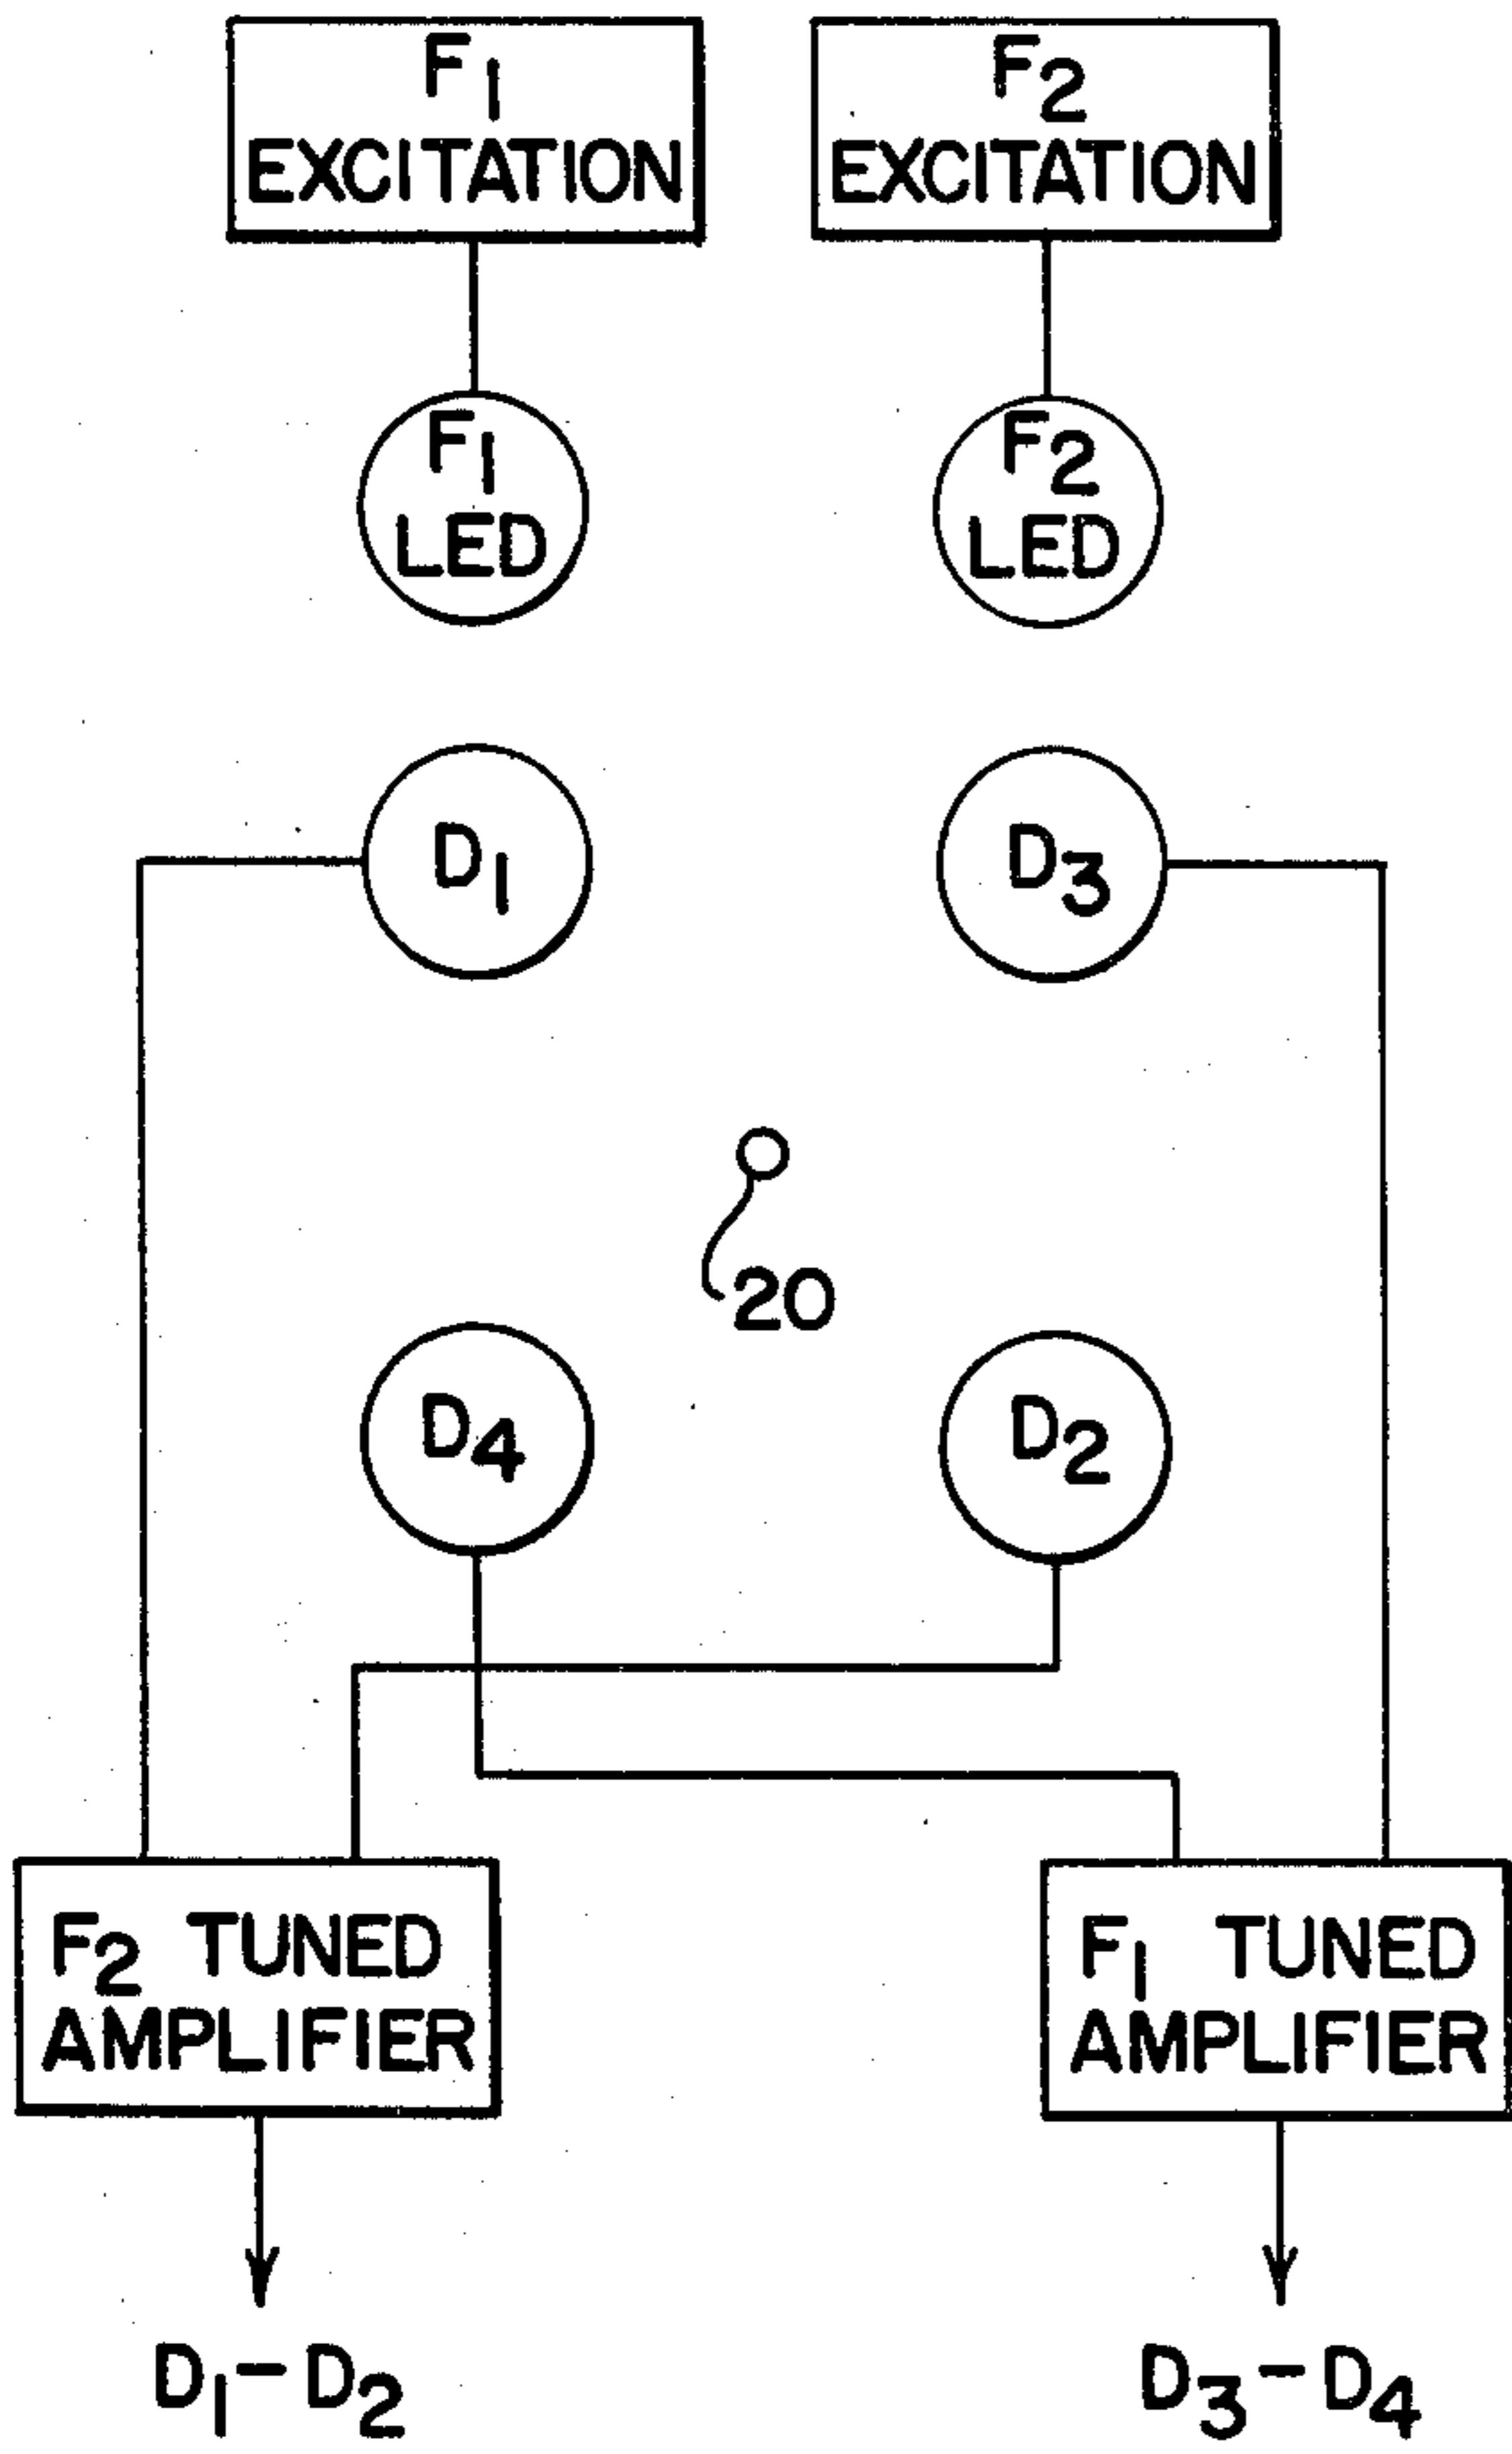 F1
EXCITATION
F2
EXCITATION
F1
LED
F2
LED
D1
D3
20
D4
D2
F2 TUNED
AMPLIFIER
F1 TUNED
AMPLIFIER
D1-D2
D3-D4